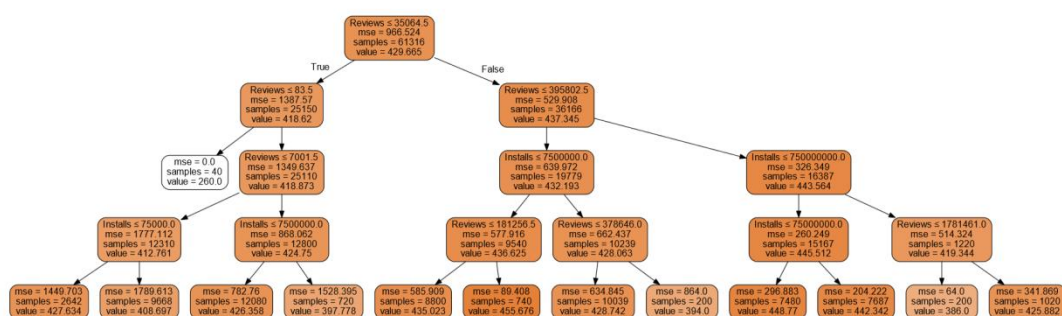 Reviews ≤ 35064.5
mse = 966.524
samples = 61316
value = 429.665
True
False
Reviews ≤ 83.5
mse = 1387.57
samples = 25150
value = 418.62
Reviews ≤ 395802.5
mse = 529.908
samples = 36166
value = 437.345
mse = 0.0
samples = 40
value = 260.0
Reviews ≤ 7001.5
mse = 1349.637
samples = 25110
value = 418.873
Installs ≤ 7500000.0
mse = 639.972
samples = 19779
value = 432.193
Installs ≤ 750000000.0
mse = 326.349
samples = 16387
value = 443.564
Installs ≤ 75000.0
mse = 1777.112
samples = 12310
value = 412.761
Installs ≤ 7500000.0
mse = 868.062
samples = 12800
value = 424.75
Reviews ≤ 181256.5
mse = 577.916
samples = 9540
value = 436.625
Reviews ≤ 378646.0
mse = 662.437
samples = 10239
value = 428.063
Installs ≤ 75000000.0
mse = 260.249
samples = 15167
value = 445.512
Reviews ≤ 1781461.0
mse = 514.324
samples = 1220
value = 419.344
mse = 1449.703
samples = 2642
value = 427.634
mse = 1789.613
samples = 9668
value = 408.697
mse = 782.76
samples = 12080
value = 426.358
mse = 1528.395
samples = 720
value = 397.778
mse = 585.909
samples = 8800
value = 435.023
mse = 89.408
samples = 740
value = 455.676
mse = 634.845
samples = 10039
value = 428.742
mse = 864.0
samples = 200
value = 394.0
mse = 296.883
samples = 7480
value = 448.77
mse = 204.222
samples = 7687
value = 442.342
mse = 64.0
samples = 200
value = 386.0
mse = 341.869
samples = 1020
value = 425.882